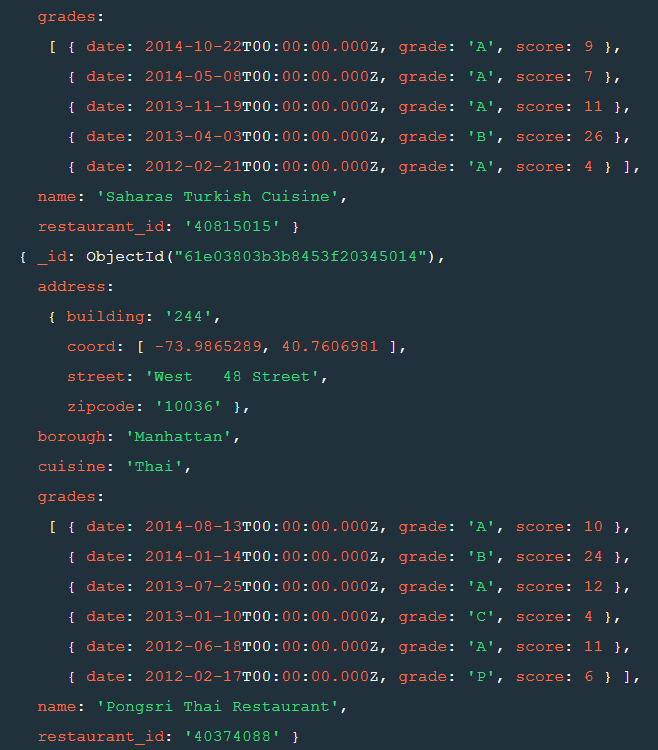 grades:
[ { date: 2014-10-22T00:00:00.000Z, grade: 'A', score: 9 },
{ date: 2014-05-08T00:00:00.000Z, grade: 'A', score: 7 },
{ date: 2013-11-19T00:00:00.000Z, grade: 'A', score: 11 },
{ date: 2013-04-03T00:00:00.000Z, grade: 'B', score: 26 },
{ date: 2012-02-21T00:00:00.000Z, grade: 'A', score: 4 } ],
name: 'Saharas Turkish Cuisine',
restaurant_id: '40815015' }
{ _id: ObjectId("61e03803b3b8453f20345014"),
address:
{ building: '244',
coord: [ -73.9865289, 40.7606981 ],
street: 'West   48 Street',
zipcode: '10036' },
borough: 'Manhattan',
cuisine: 'Thai',
grades:
[ { date: 2014-08-13T00:00:00.000Z, grade: 'A', score: 10 },
{ date: 2014-01-14T00:00:00.000Z, grade: 'B', score: 24 },
{ date: 2013-07-25T00:00:00.000Z, grade: 'A', score: 12 },
{ date: 2013-01-10T00:00:00.000Z, grade: 'C', score: 4 },
{ date: 2012-06-18T00:00:00.000Z, grade: 'A', score: 11 },
{ date: 2012-02-17T00:00:00.000Z, grade: 'P', score: 6 } ],
name: 'Pongsri Thai Restaurant',
restaurant_id: '40374088' }